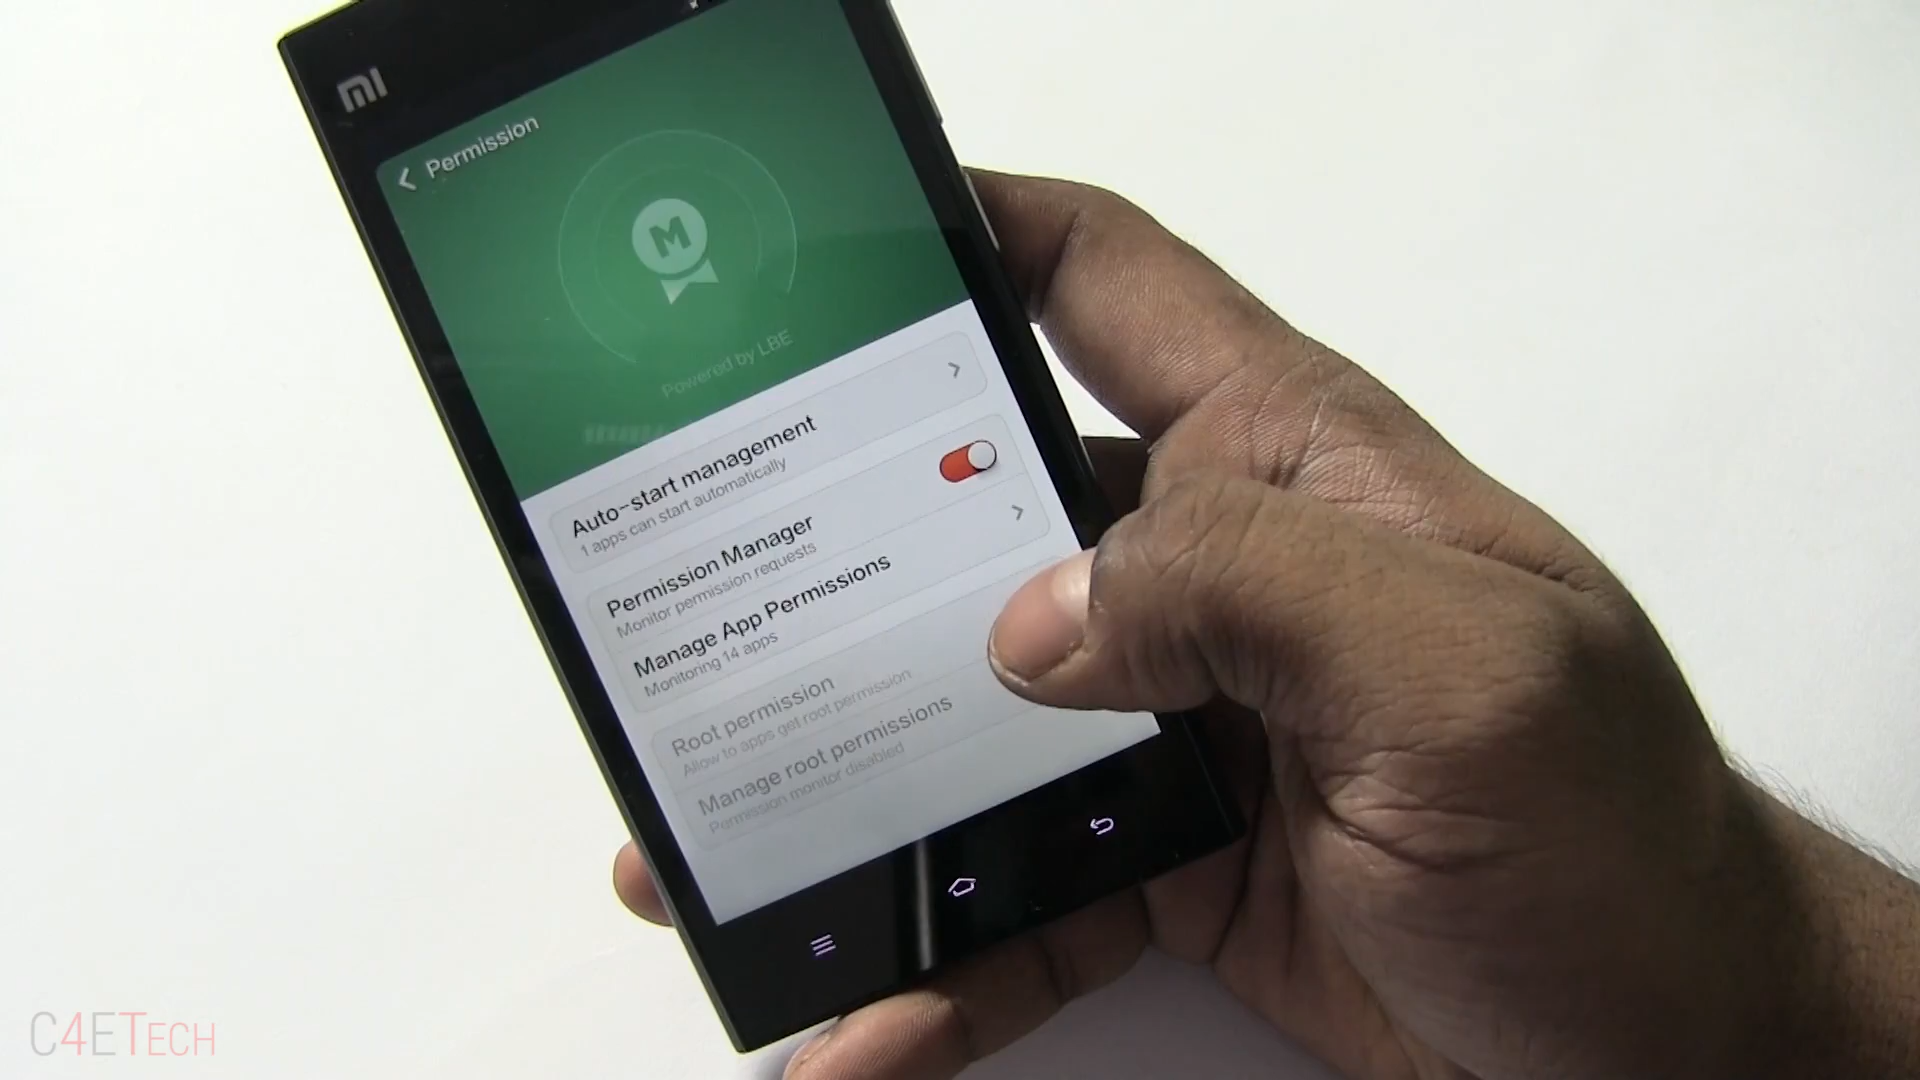 mi
Permission
M
Powered by LBE
Auto-start management
1 apps can start automatically
Permission Manager
Monitor permission requests
Manage App Permissions
Monitoring 14 apps
Root permission
Allow to apps get root permission
Manage root permissions
Permission monitor disabled
C4ETECH